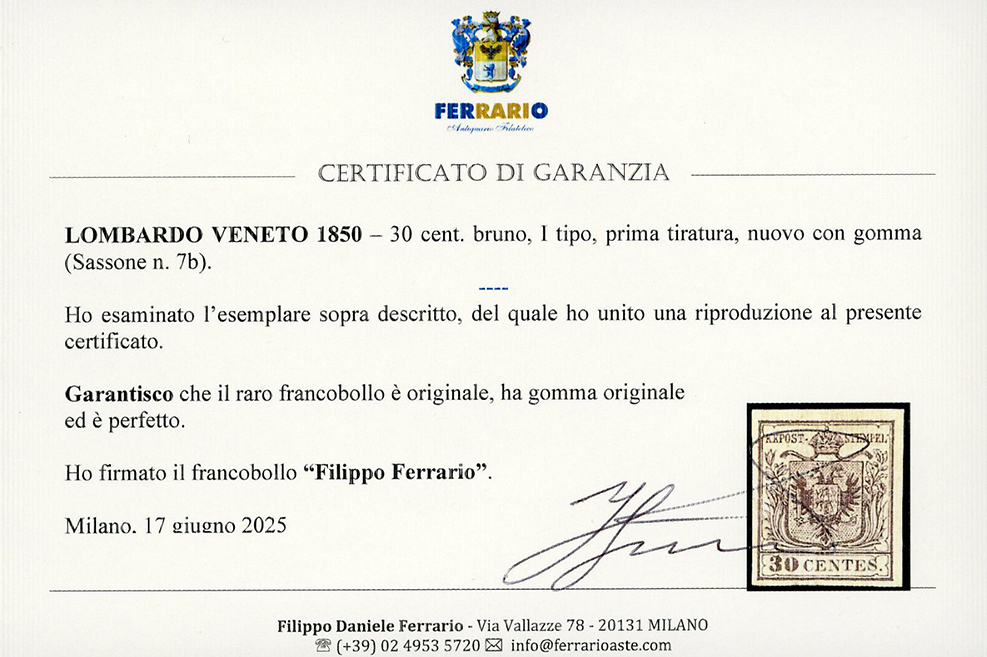 FERRARIO
Antiquario Filatelico
CERTIFICATO DI GARANZIA
LOMBARDO VENETO 1850 – 30 cent. bruno, I tipo, prima tiratura, nuovo con gomma
(Sassone n. 7b).
----
Ho esaminato l’esemplare sopra descritto, del quale ho unito una riproduzione al presente
certificato.
Garantisco che il raro francobollo è originale, ha gomma originale
ed è perfetto.
Ho firmato il francobollo “Filippo Ferrario”.
Milano, 17 giugno 2025
KKPOST-STEMPEL
30 CENTES.
Filippo Daniele Ferrario - Via Vallazze 78 - 20131 MILANO
☏ (+39) 02 4953 5720 ✉ info@ferrarioaste.com